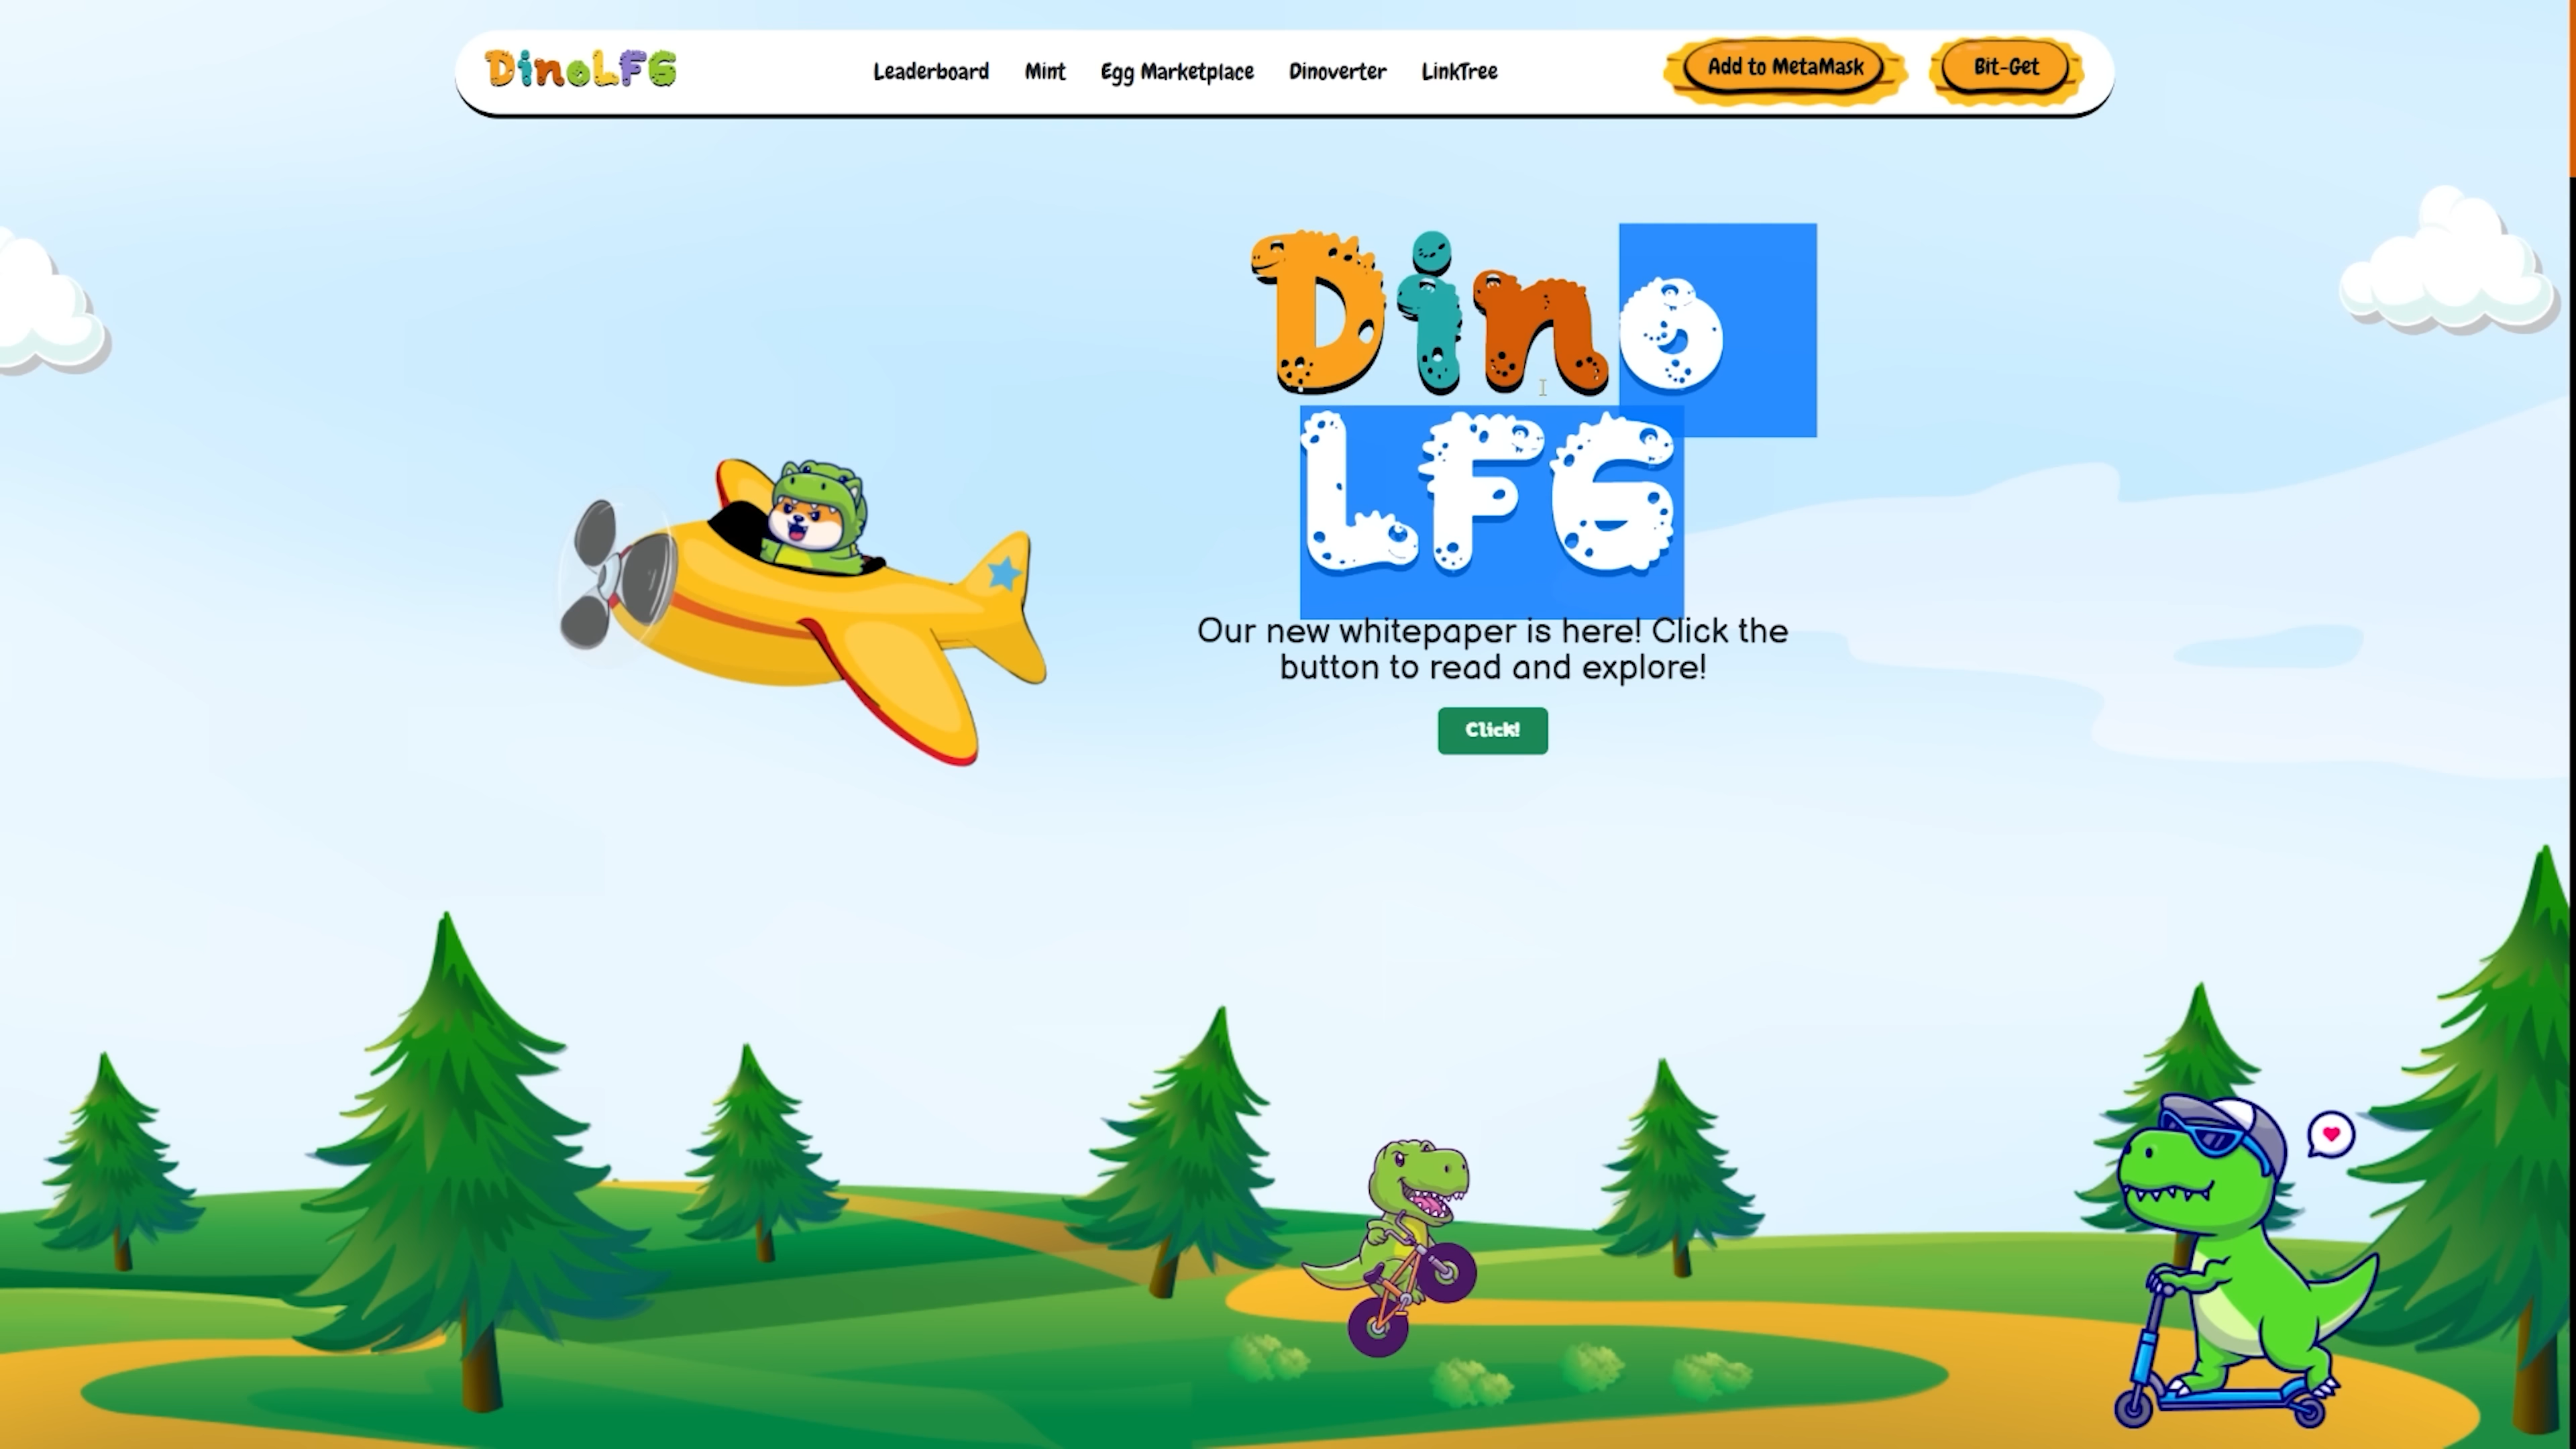 DinoLFG
Leaderboard
Mint
Egg Marketplace
Dinoverter
LinkTree
Add to MetaMask
Bit-Get
Dino
LFG
Our new whitepaper is here! Click the
button to read and explore!
Click!